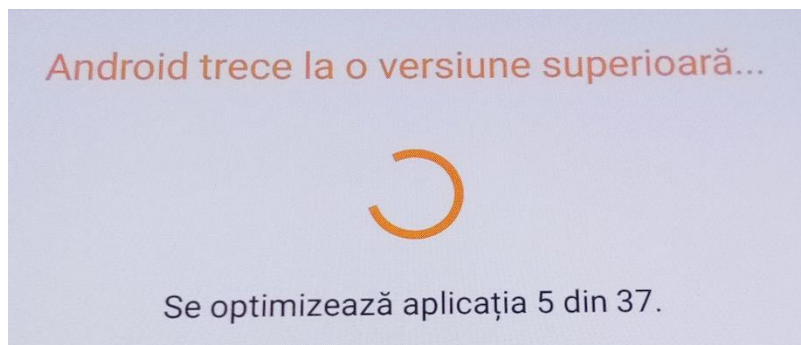 Android trece la o versiune superioară...
Se optimizează aplicația 5 din 37.